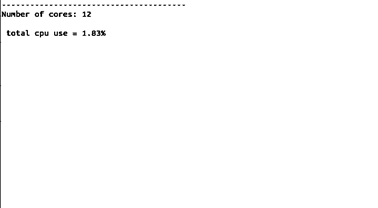 ---------------------------------------
Number of cores: 12
total cpu use = 1.83%